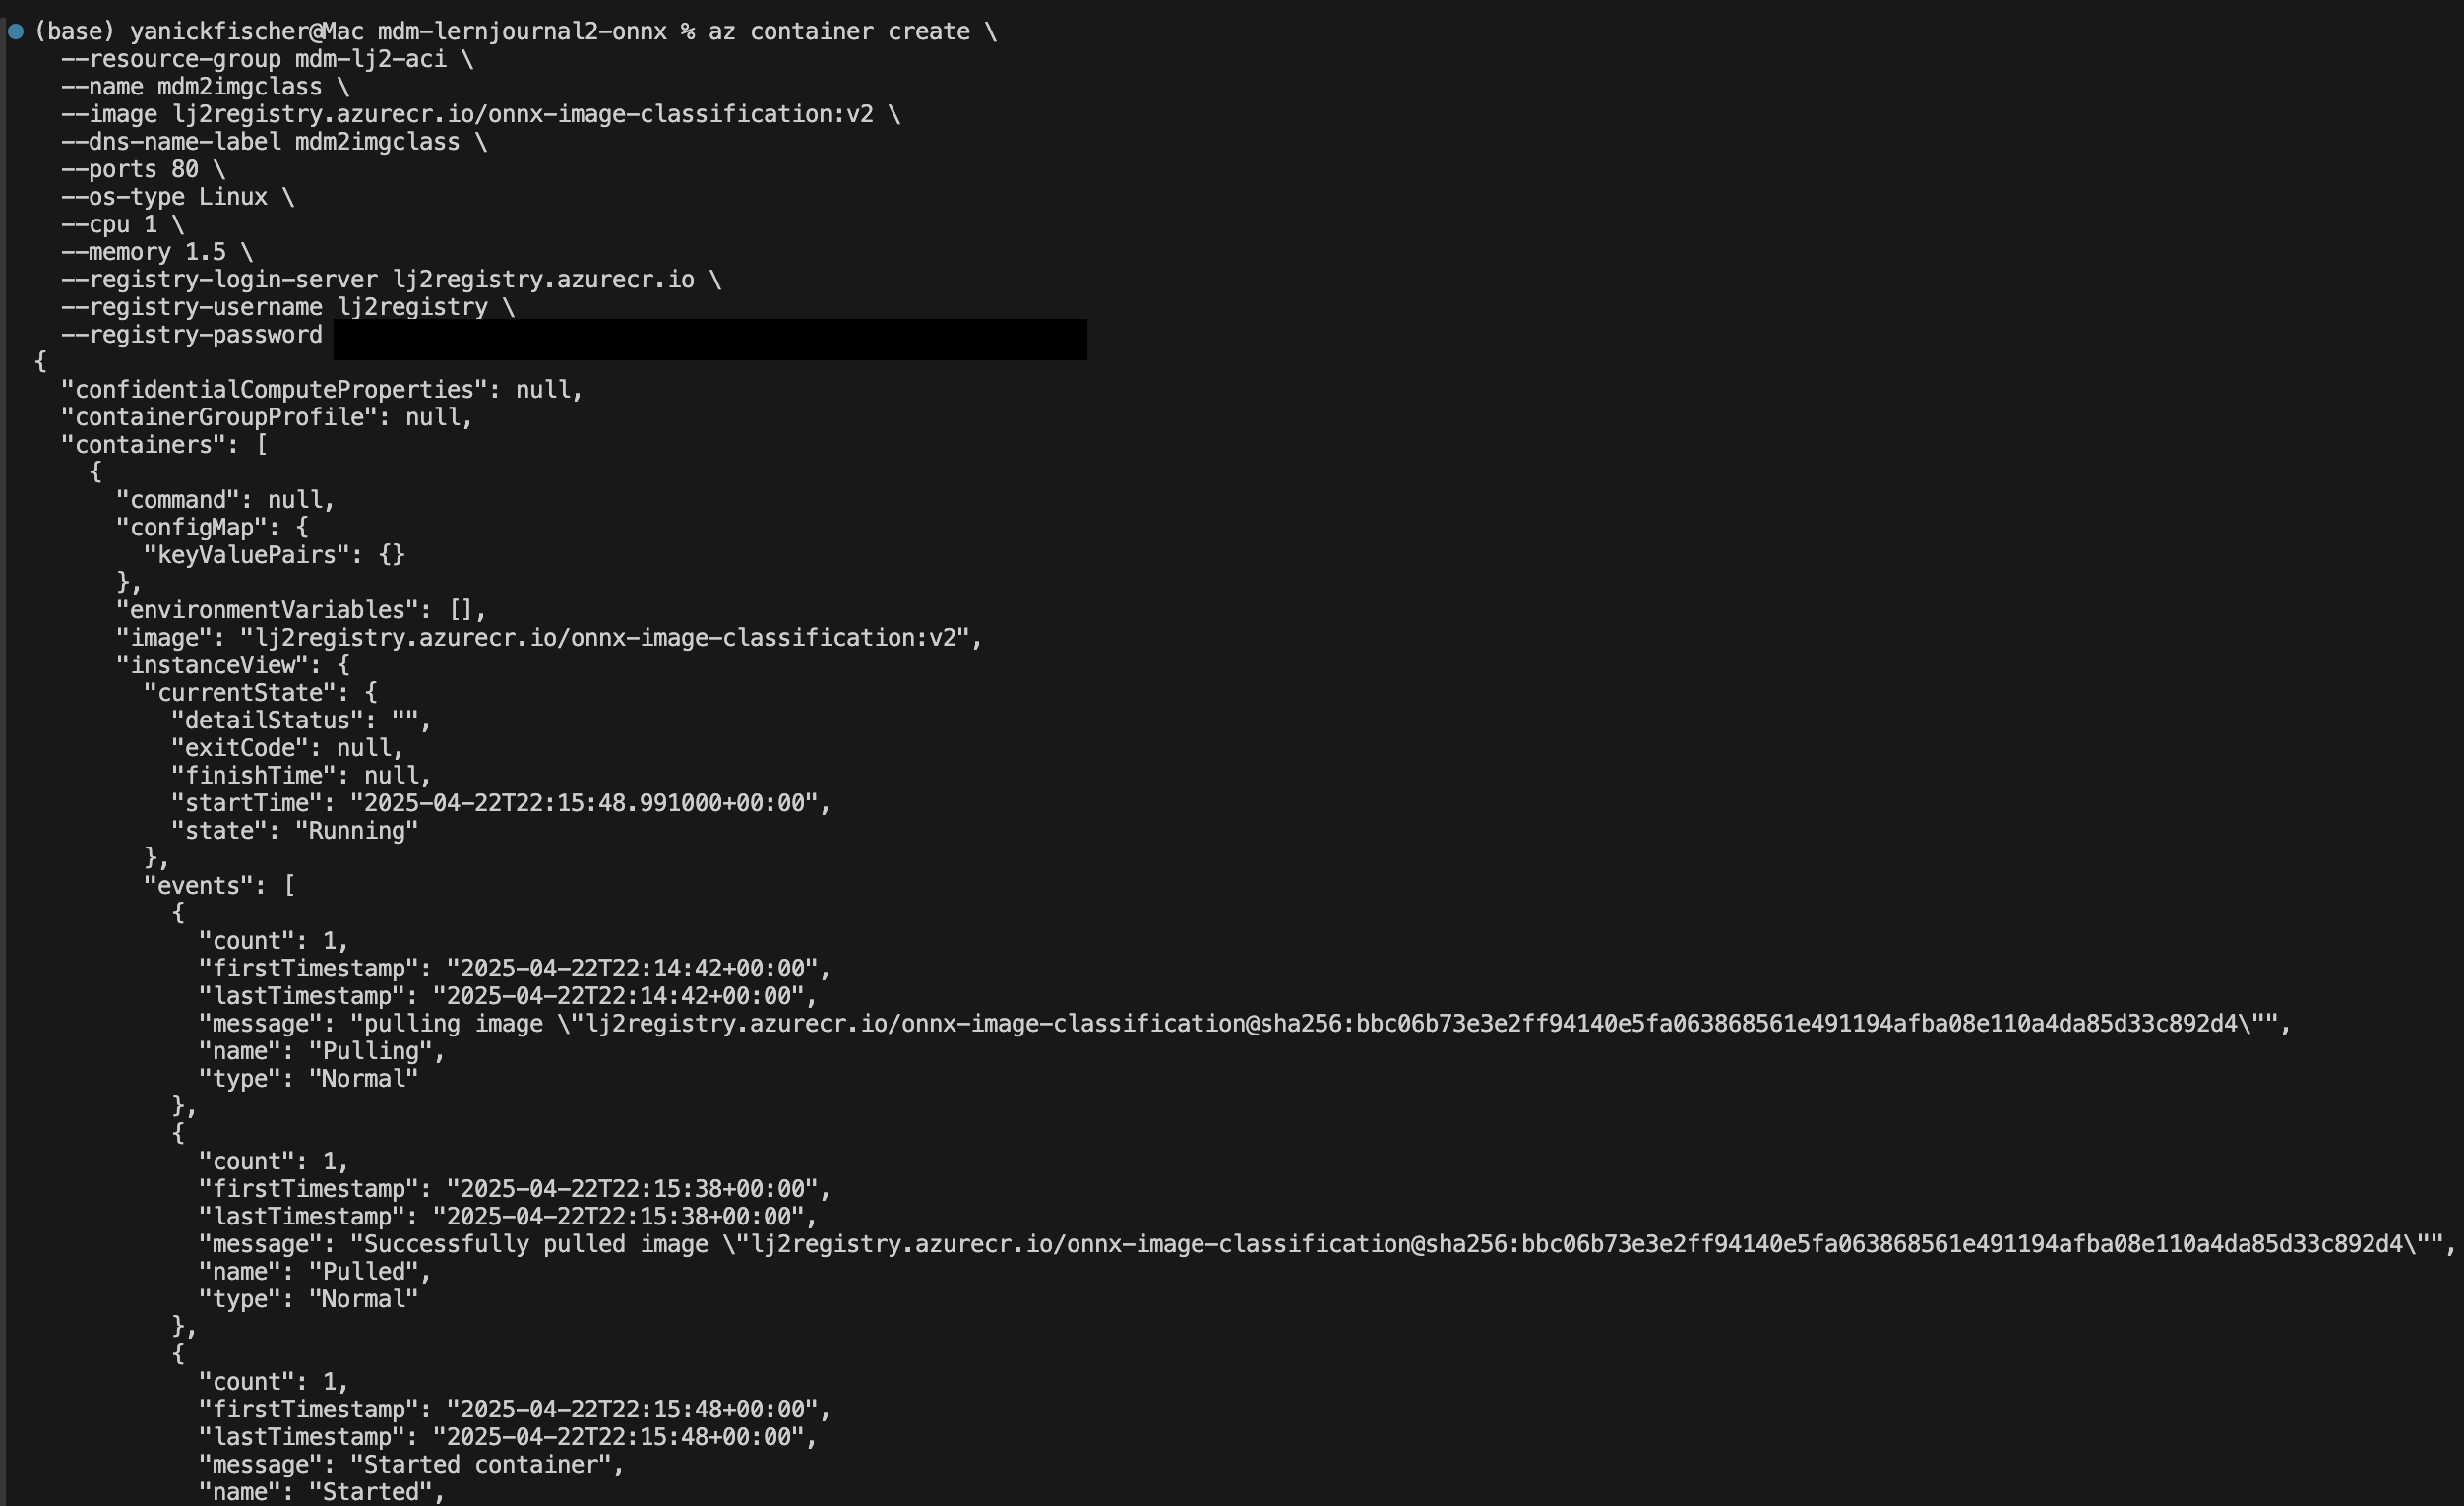 (base) yanickfischer@Mac mdm-lernjournal2-onnx % az container create \
  --resource-group mdm-lj2-aci \
  --name mdm2imgclass \
  --image lj2registry.azurecr.io/onnx-image-classification:v2 \
  --dns-name-label mdm2imgclass \
  --ports 80 \
  --os-type Linux \
  --cpu 1 \
  --memory 1.5 \
  --registry-login-server lj2registry.azurecr.io \
  --registry-username lj2registry \
  --registry-password
{
  "confidentialComputeProperties": null,
  "containerGroupProfile": null,
  "containers": [
    {
      "command": null,
      "configMap": {
        "keyValuePairs": {}
      },
      "environmentVariables": [],
      "image": "lj2registry.azurecr.io/onnx-image-classification:v2",
      "instanceView": {
        "currentState": {
          "detailStatus": "",
          "exitCode": null,
          "finishTime": null,
          "startTime": "2025-04-22T22:15:48.991000+00:00",
          "state": "Running"
        },
        "events": [
          {
            "count": 1,
            "firstTimestamp": "2025-04-22T22:14:42+00:00",
            "lastTimestamp": "2025-04-22T22:14:42+00:00",
            "message": "pulling image \"lj2registry.azurecr.io/onnx-image-classification@sha256:bbc06b73e3e2ff94140e5fa063868561e491194afba08e110a4da85d33c892d4\"",
            "name": "Pulling",
            "type": "Normal"
          },
          {
            "count": 1,
            "firstTimestamp": "2025-04-22T22:15:38+00:00",
            "lastTimestamp": "2025-04-22T22:15:38+00:00",
            "message": "Successfully pulled image \"lj2registry.azurecr.io/onnx-image-classification@sha256:bbc06b73e3e2ff94140e5fa063868561e491194afba08e110a4da85d33c892d4\"",
            "name": "Pulled",
            "type": "Normal"
          },
          {
            "count": 1,
            "firstTimestamp": "2025-04-22T22:15:48+00:00",
            "lastTimestamp": "2025-04-22T22:15:48+00:00",
            "message": "Started container",
            "name": "Started",